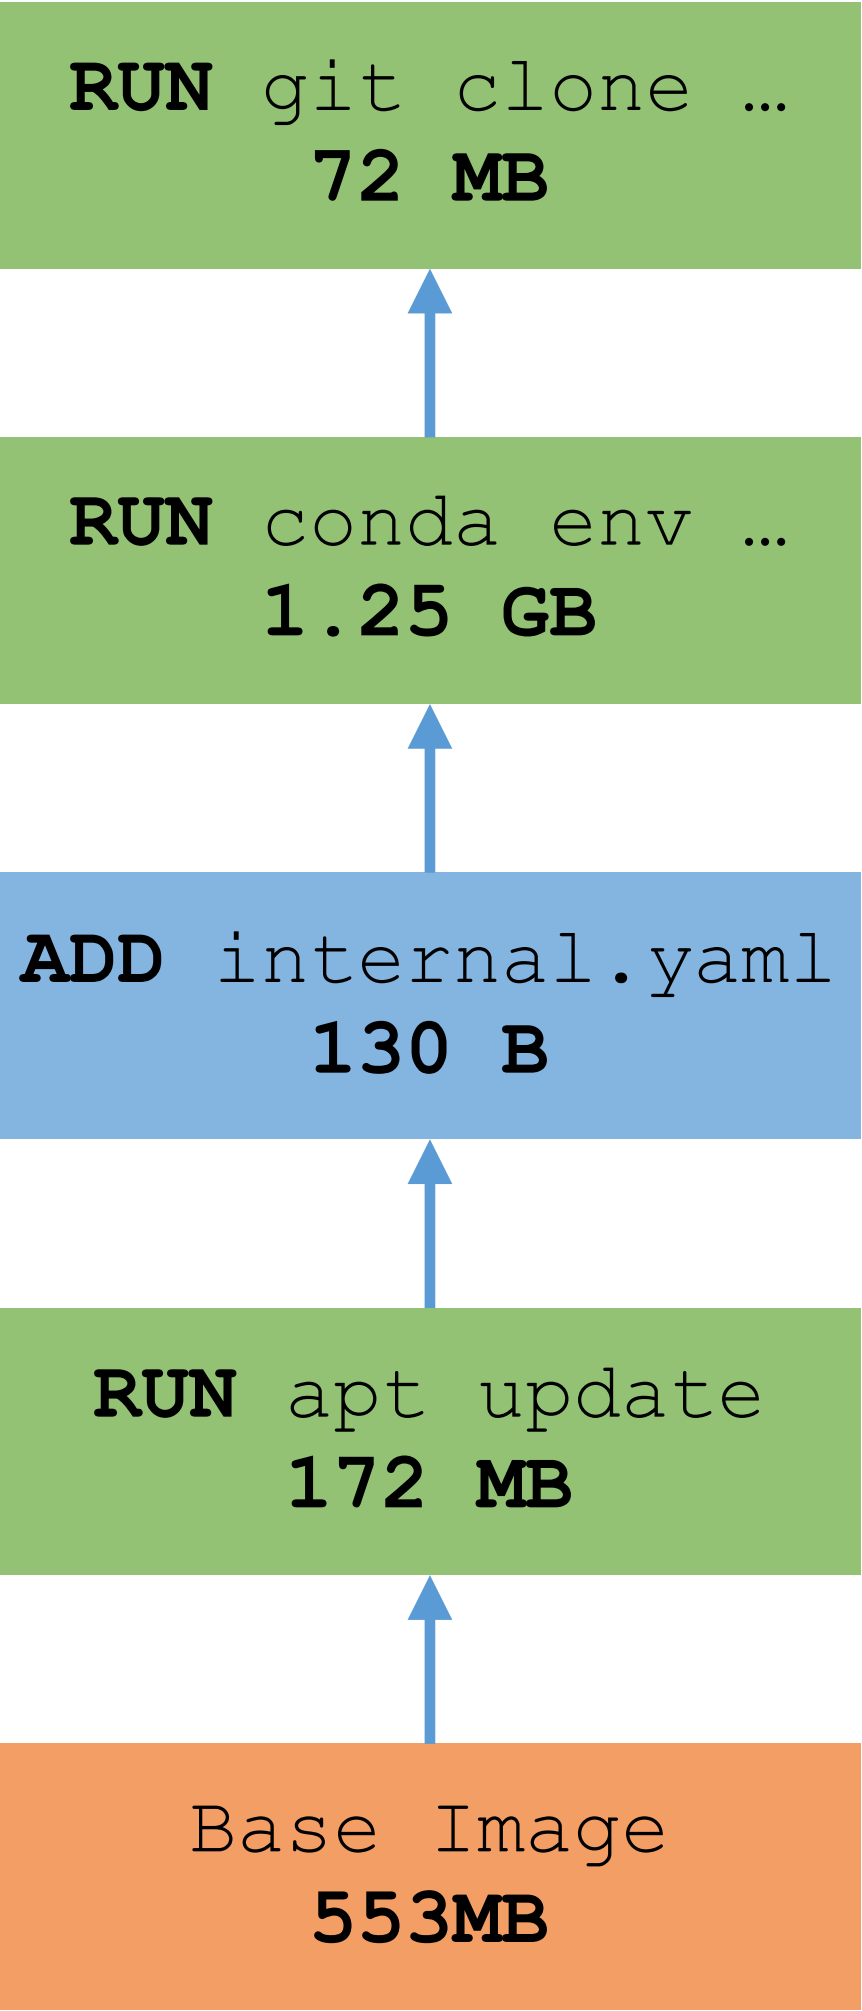 RUN git clone …
72 MB
RUN conda env …
1.25 GB
ADD internal.yaml
130 B
RUN apt update
172 MB
Base Image
553MB